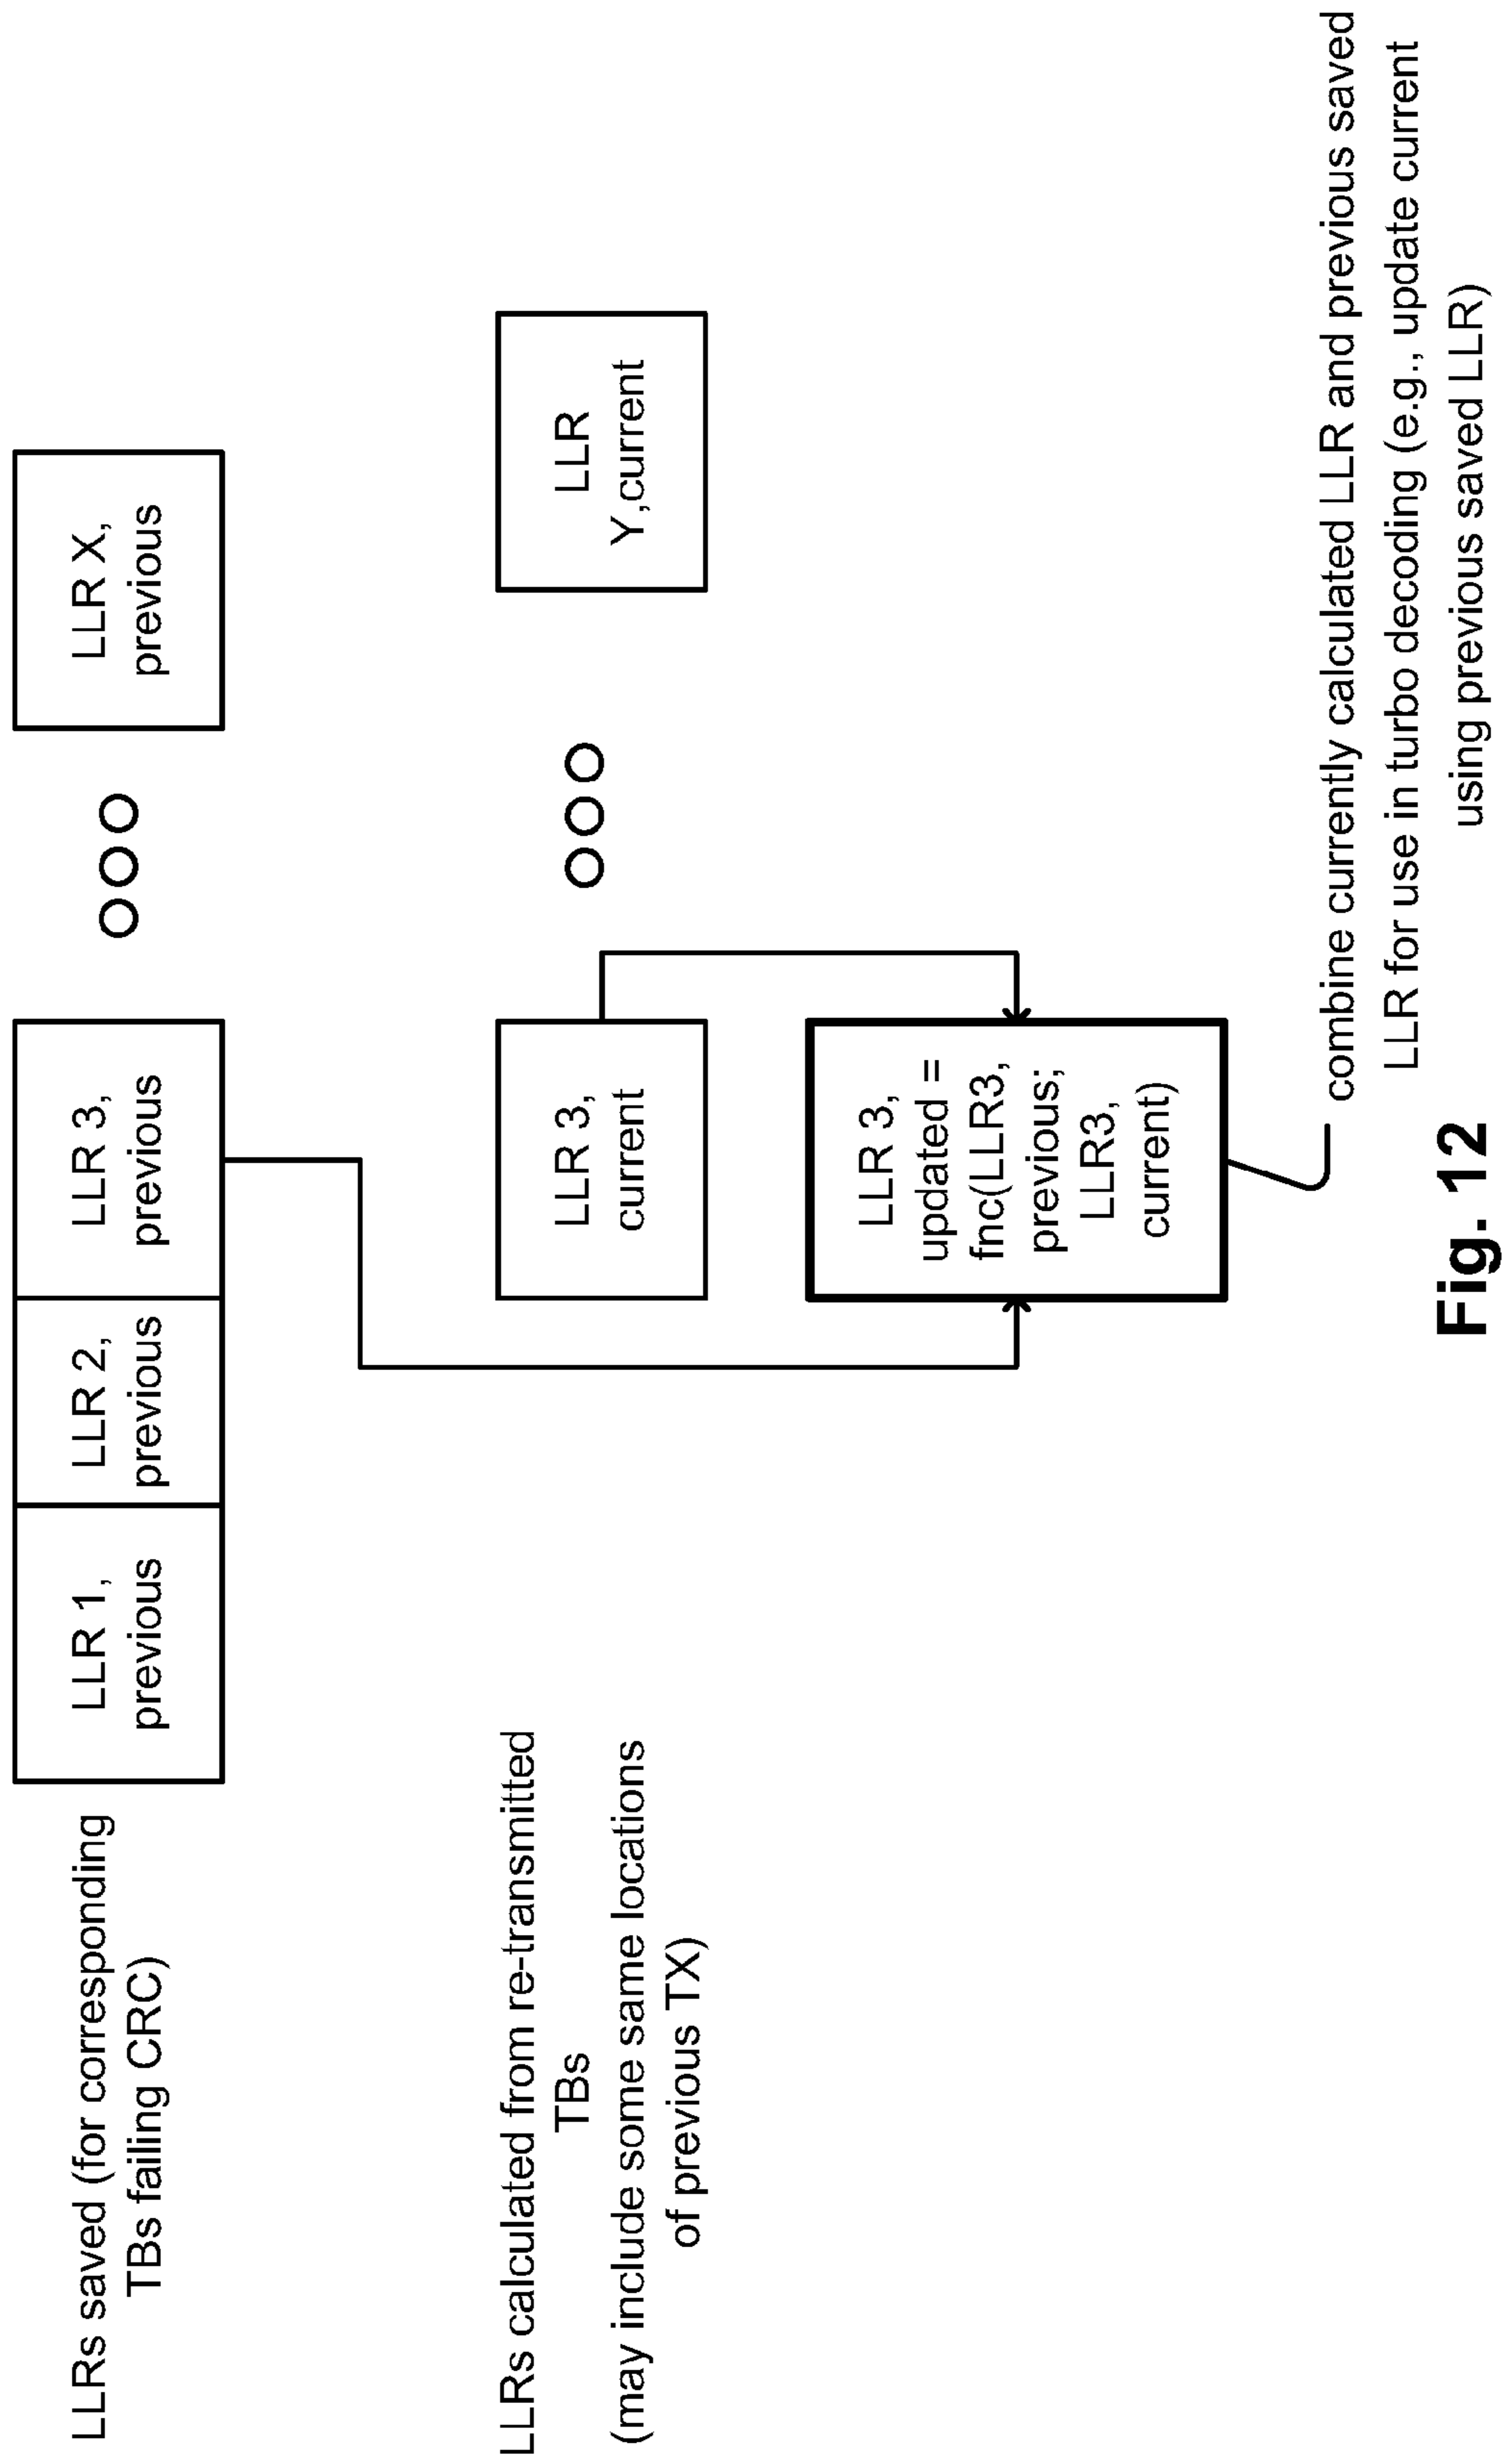 LLRs saved (for corresponding
TBs failing CRC)
LLR 1,
previous
LLR 2,
previous
LLR 3,
previous
LLR X,
previous
LLRs calculated from re-transmitted
TBs
(may include some same locations
of previous TX)
LLR 3,
current
LLR
Y,current
LLR 3,
updated =
fnc(LLR3,
previous;
LLR3,
current)
combine currently calculated LLR and previous saved
LLR for use in turbo decoding (e.g., update current
using previous saved LLR)
Fig. 12